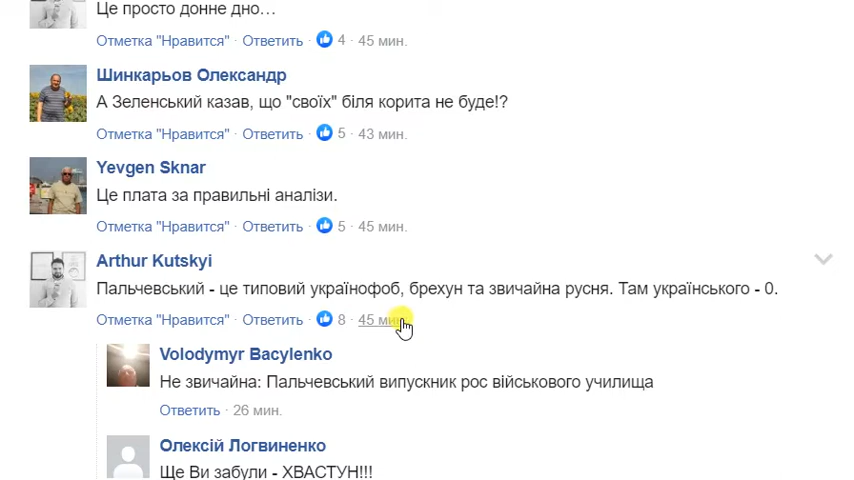 Це просто донне дно…
Отметка "Нравится" · Ответить · 4 · 45 мин.
Шинкарьов Олександр
А Зеленський казав, що "своїх" біля корита не буде!?
Отметка "Нравится" · Ответить · 5 · 43 мин.
Yevgen Sknar
Це плата за правильні аналізи.
Отметка "Нравится" · Ответить · 5 · 45 мин.
Arthur Kutskyi
Пальчевський - це типовий українофоб, брехун та звичайна русня. Там українського - 0.
Отметка "Нравится" · Ответить · 8 · 45 мин.
Volodymyr Bacylenko
Не звичайна: Пальчевський випускник рос військового училища
Ответить · 26 мин.
Олексій Логвиненко
Ще Ви забули - ХВАСТУН!!!